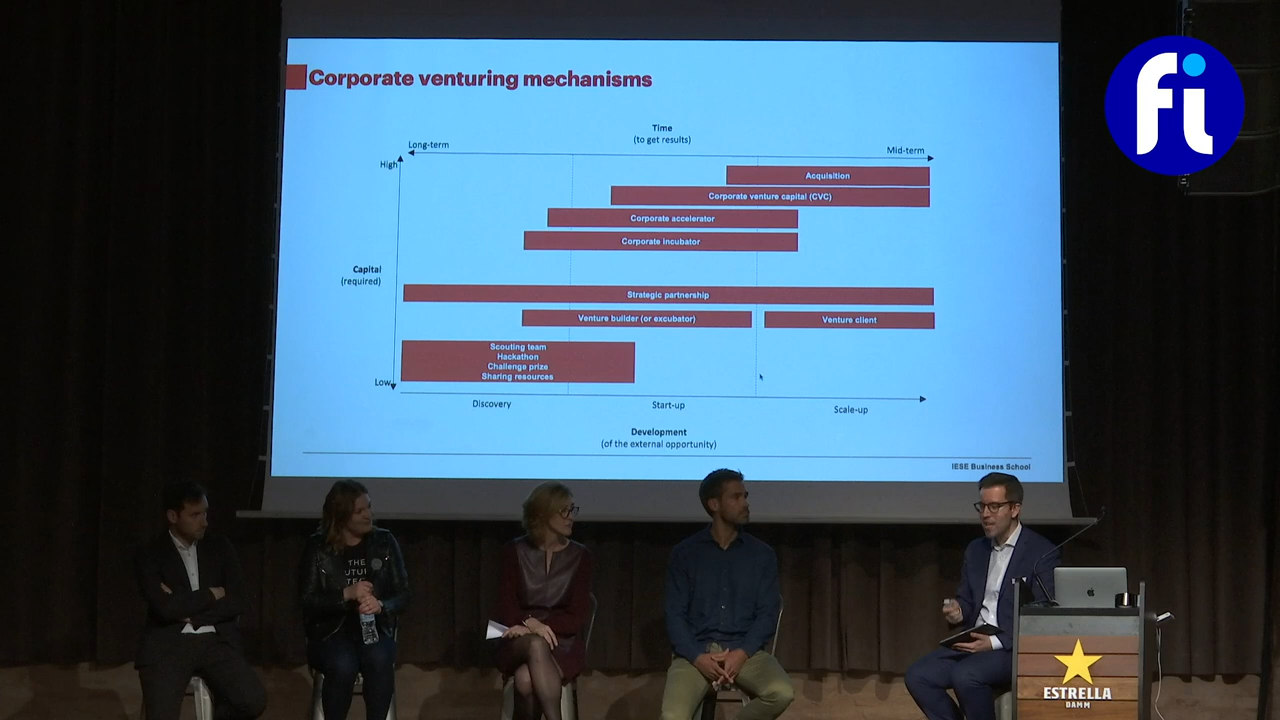 fi
Corporate venturing mechanisms
Time
(to get results)
Long-term
Mid-term
High
Acquisition
Corporate venture capital (CVC)
Corporate accelerator
Corporate incubator
Capital
(required)
Strategic partnership
Venture builder (or excubator)
Venture client
Scouting team
Hackathon
Challenge prize
Sharing resources
Low
Discovery
Start-up
Scale-up
Development
(of the external opportunity)
IESE Business School
THE
ESTRELLA
DAMM